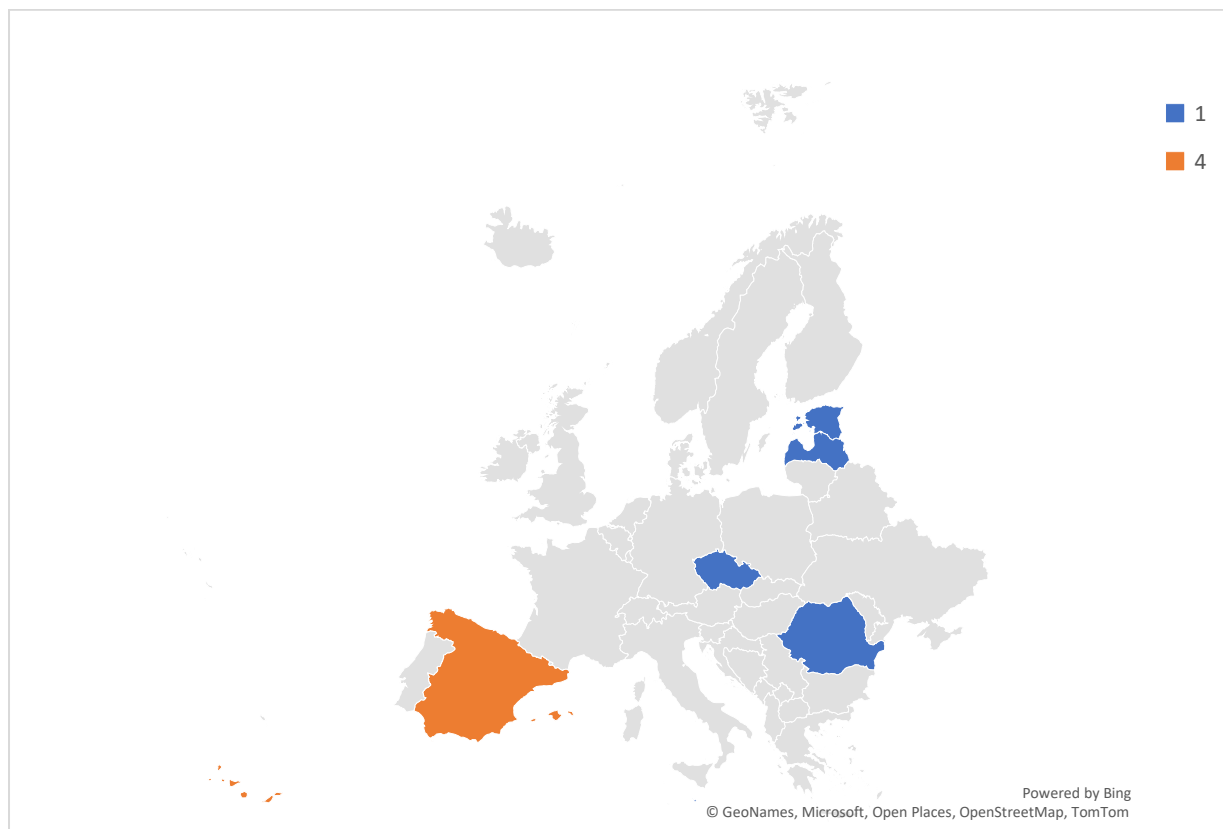 1
4
Powered by Bing
© GeoNames, Microsoft, Open Places, OpenStreetMap, TomTom